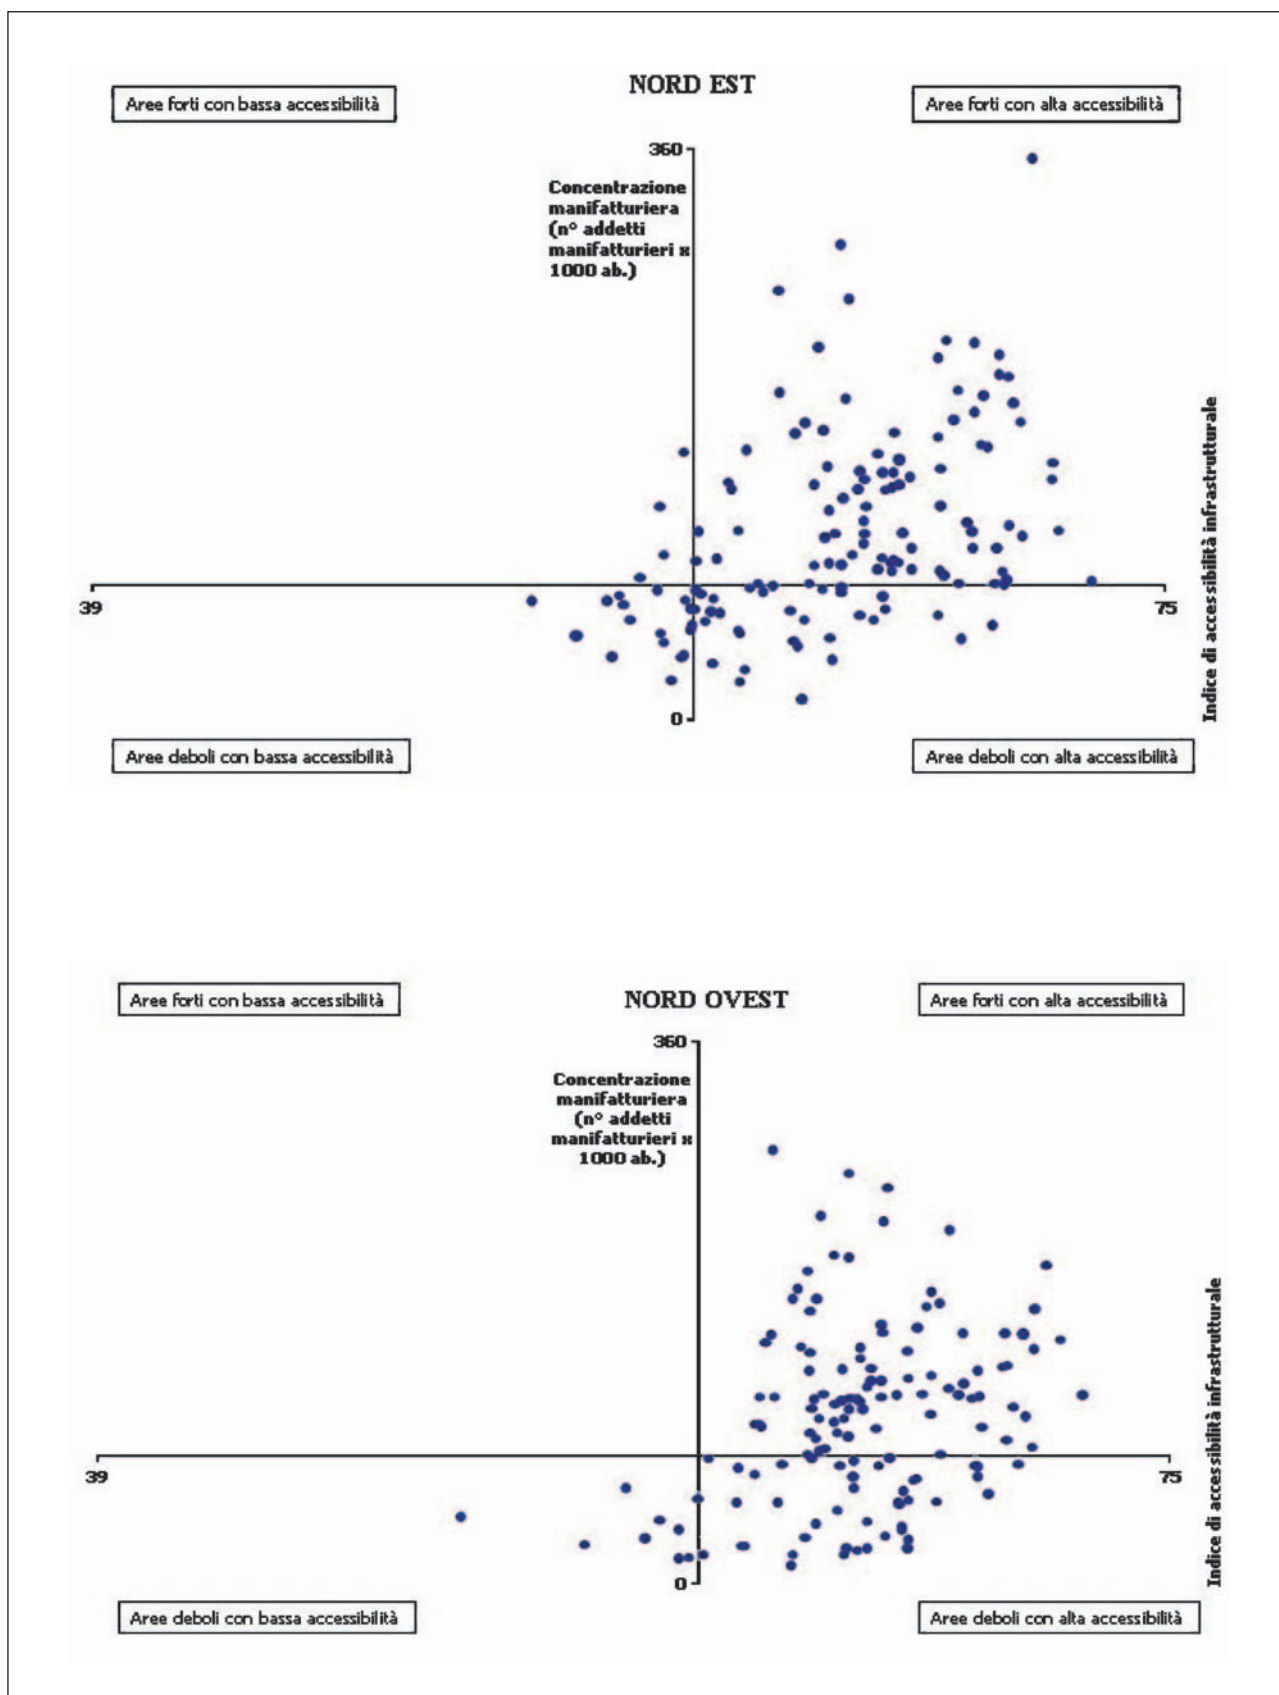 NORD EST
Aree forti con bassa accessibilità
Aree forti con alta accessibilità
360
Concentrazione
manifatturiera
(n° addetti
manifatturieri x
1000 ab.)
39
75
Indice di accessibilità infrastrutturale
0
Aree deboli con bassa accessibilità
Aree deboli con alta accessibilità
Aree forti con bassa accessibilità
NORD OVEST
Aree forti con alta accessibilità
360
Concentrazione
manifatturiera
(n° addetti
manifatturieri x
1000 ab.)
39
75
Indice di accessibilità infrastrutturale
0
Aree deboli con bassa accessibilità
Aree deboli con alta accessibilità